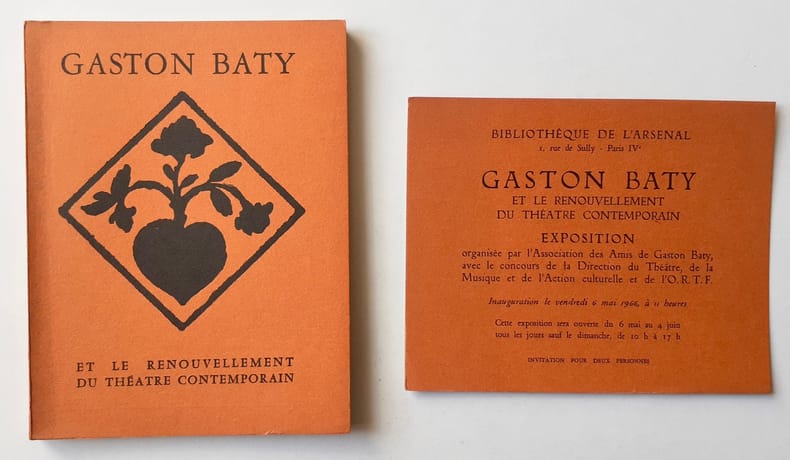 GASTON BATY
ET LE RENOUVELLEMENT
DU THÉATRE CONTEMPORAIN
BIBLIOTHÈQUE DE L'ARSENAL
1, rue de Sully - Paris IVe
GASTON BATY
ET LE RENOUVELLEMENT
DU THÉATRE CONTEMPORAIN
EXPOSITION
organisée par l'Association des Amis de Gaston Baty,
avec le concours de la Direction du Théâtre, de la
Musique et de l'Action culturelle et de l'O.R.T.F.
Inauguration le vendredi 6 mai 1966, à 11 heures
Cette exposition sera ouverte du 6 mai au 4 juin
tous les jours sauf le dimanche, de 10 h à 17 h
INVITATION POUR DEUX PERSONNES